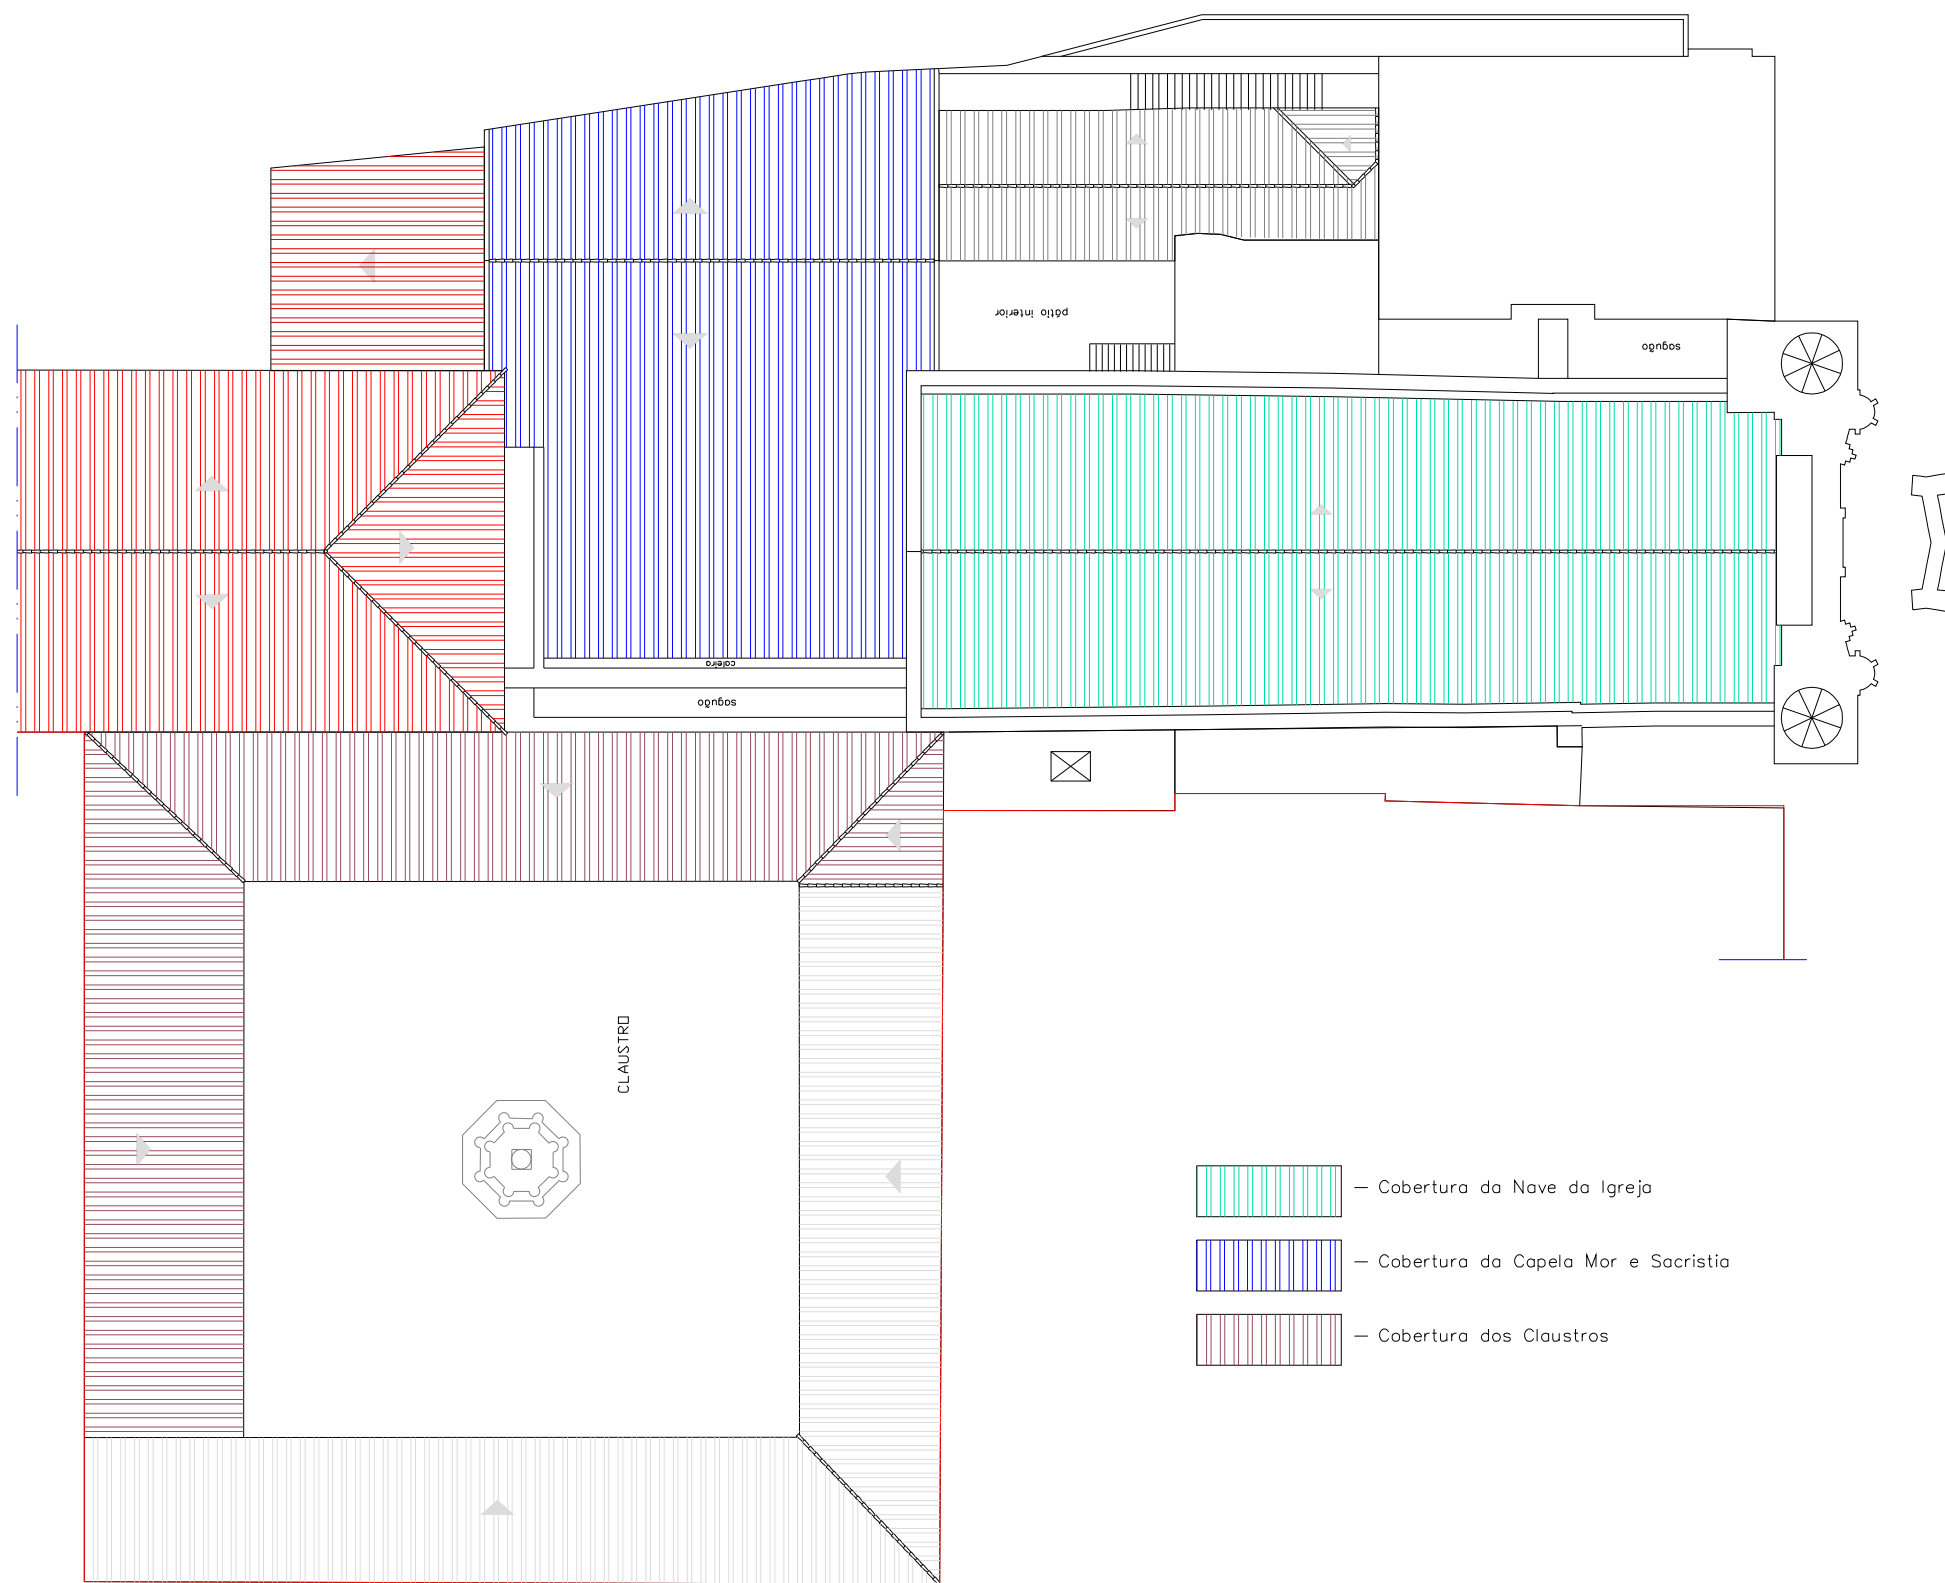 pátio interior
saguão
caleira
saguão
CLAUSTRO
— Cobertura da Nave da Igreja
— Cobertura da Capela Mor e Sacristia
— Cobertura dos Claustros